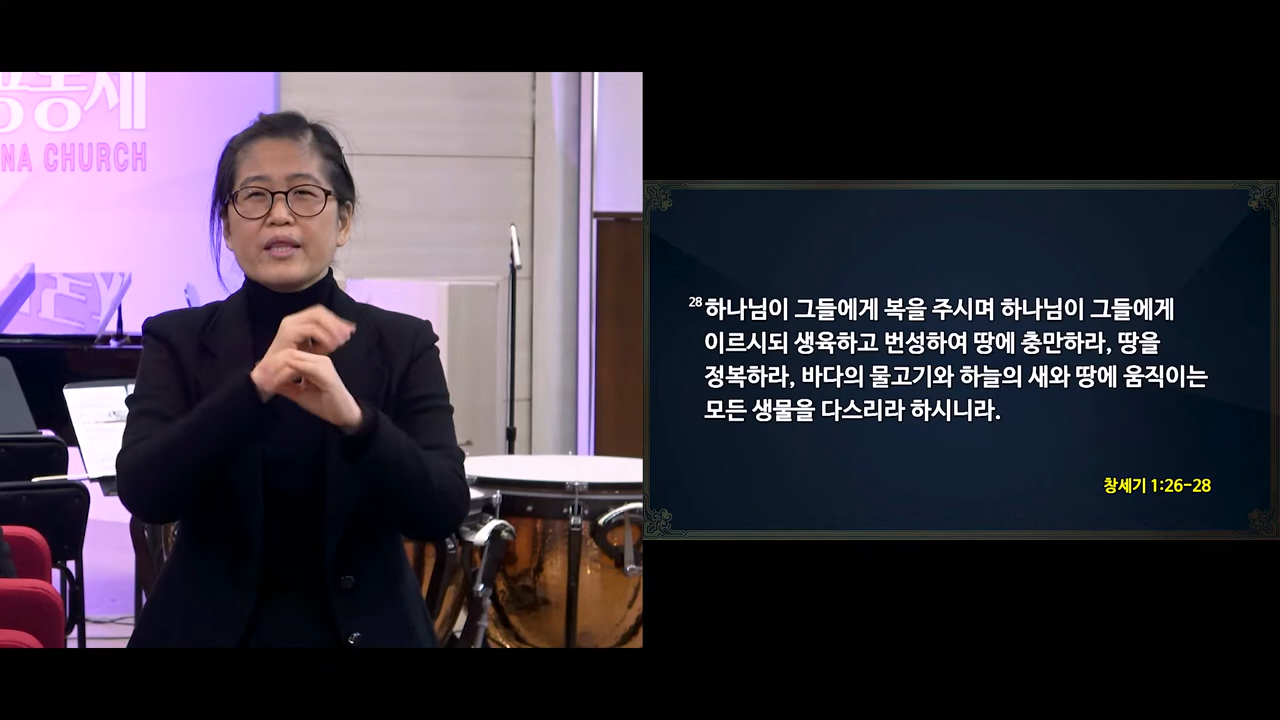 NA CHURCH
28 하나님이 그들에게 복을 주시며 하나님이 그들에게
이르시되 생육하고 번성하여 땅에 충만하라, 땅을
정복하라, 바다의 물고기와 하늘의 새와 땅에 움직이는
모든 생물을 다스리라 하시니라.
창세기 1:26-28